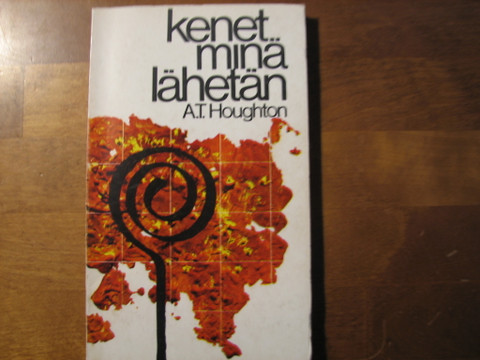 kenet
minä
lähetän
A.T. Houghton